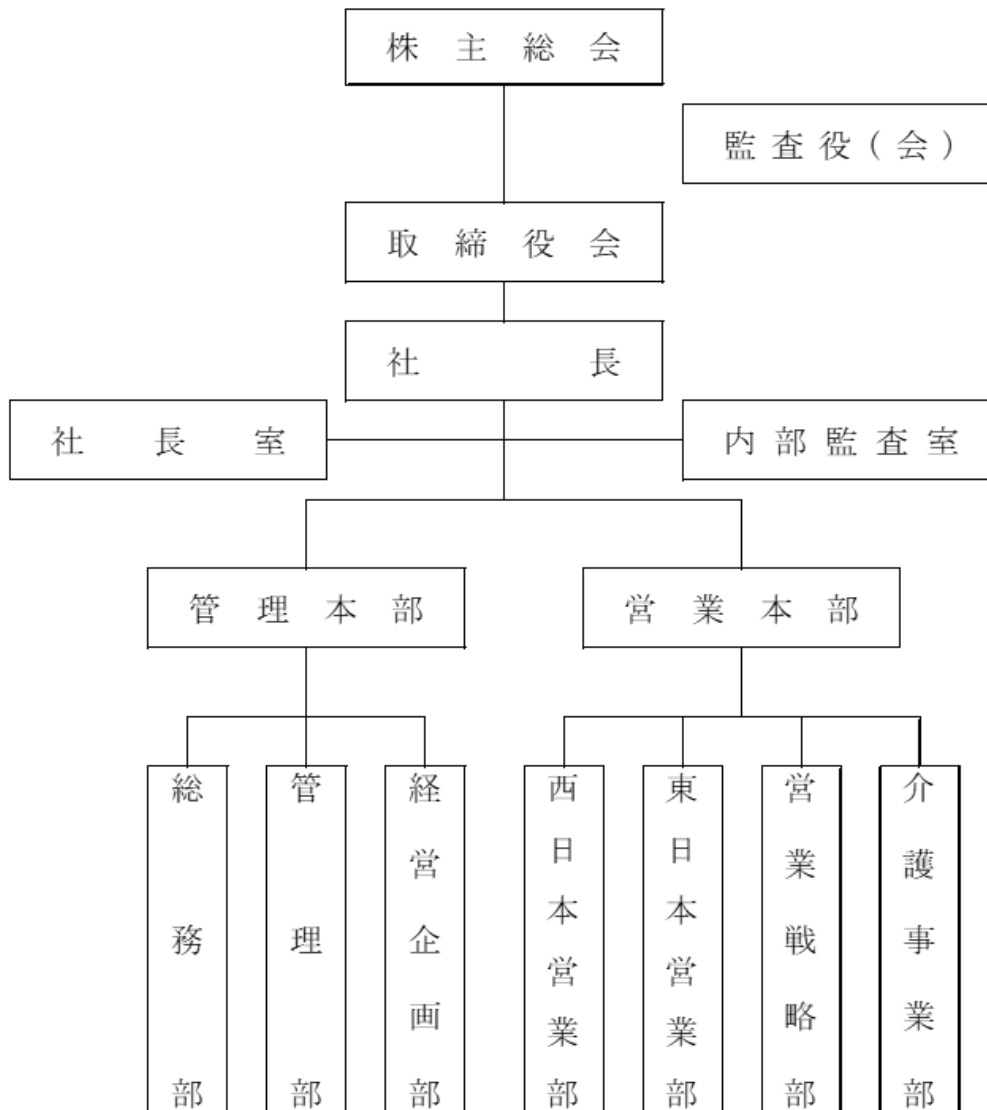 株主総会
監査役(会)
取締役会
社長
社長室
内部監査室
管理本部
営業本部
総務部
管理部
経営企画部
西日本営業部
東日本営業部
営業戦略部
介護事業部